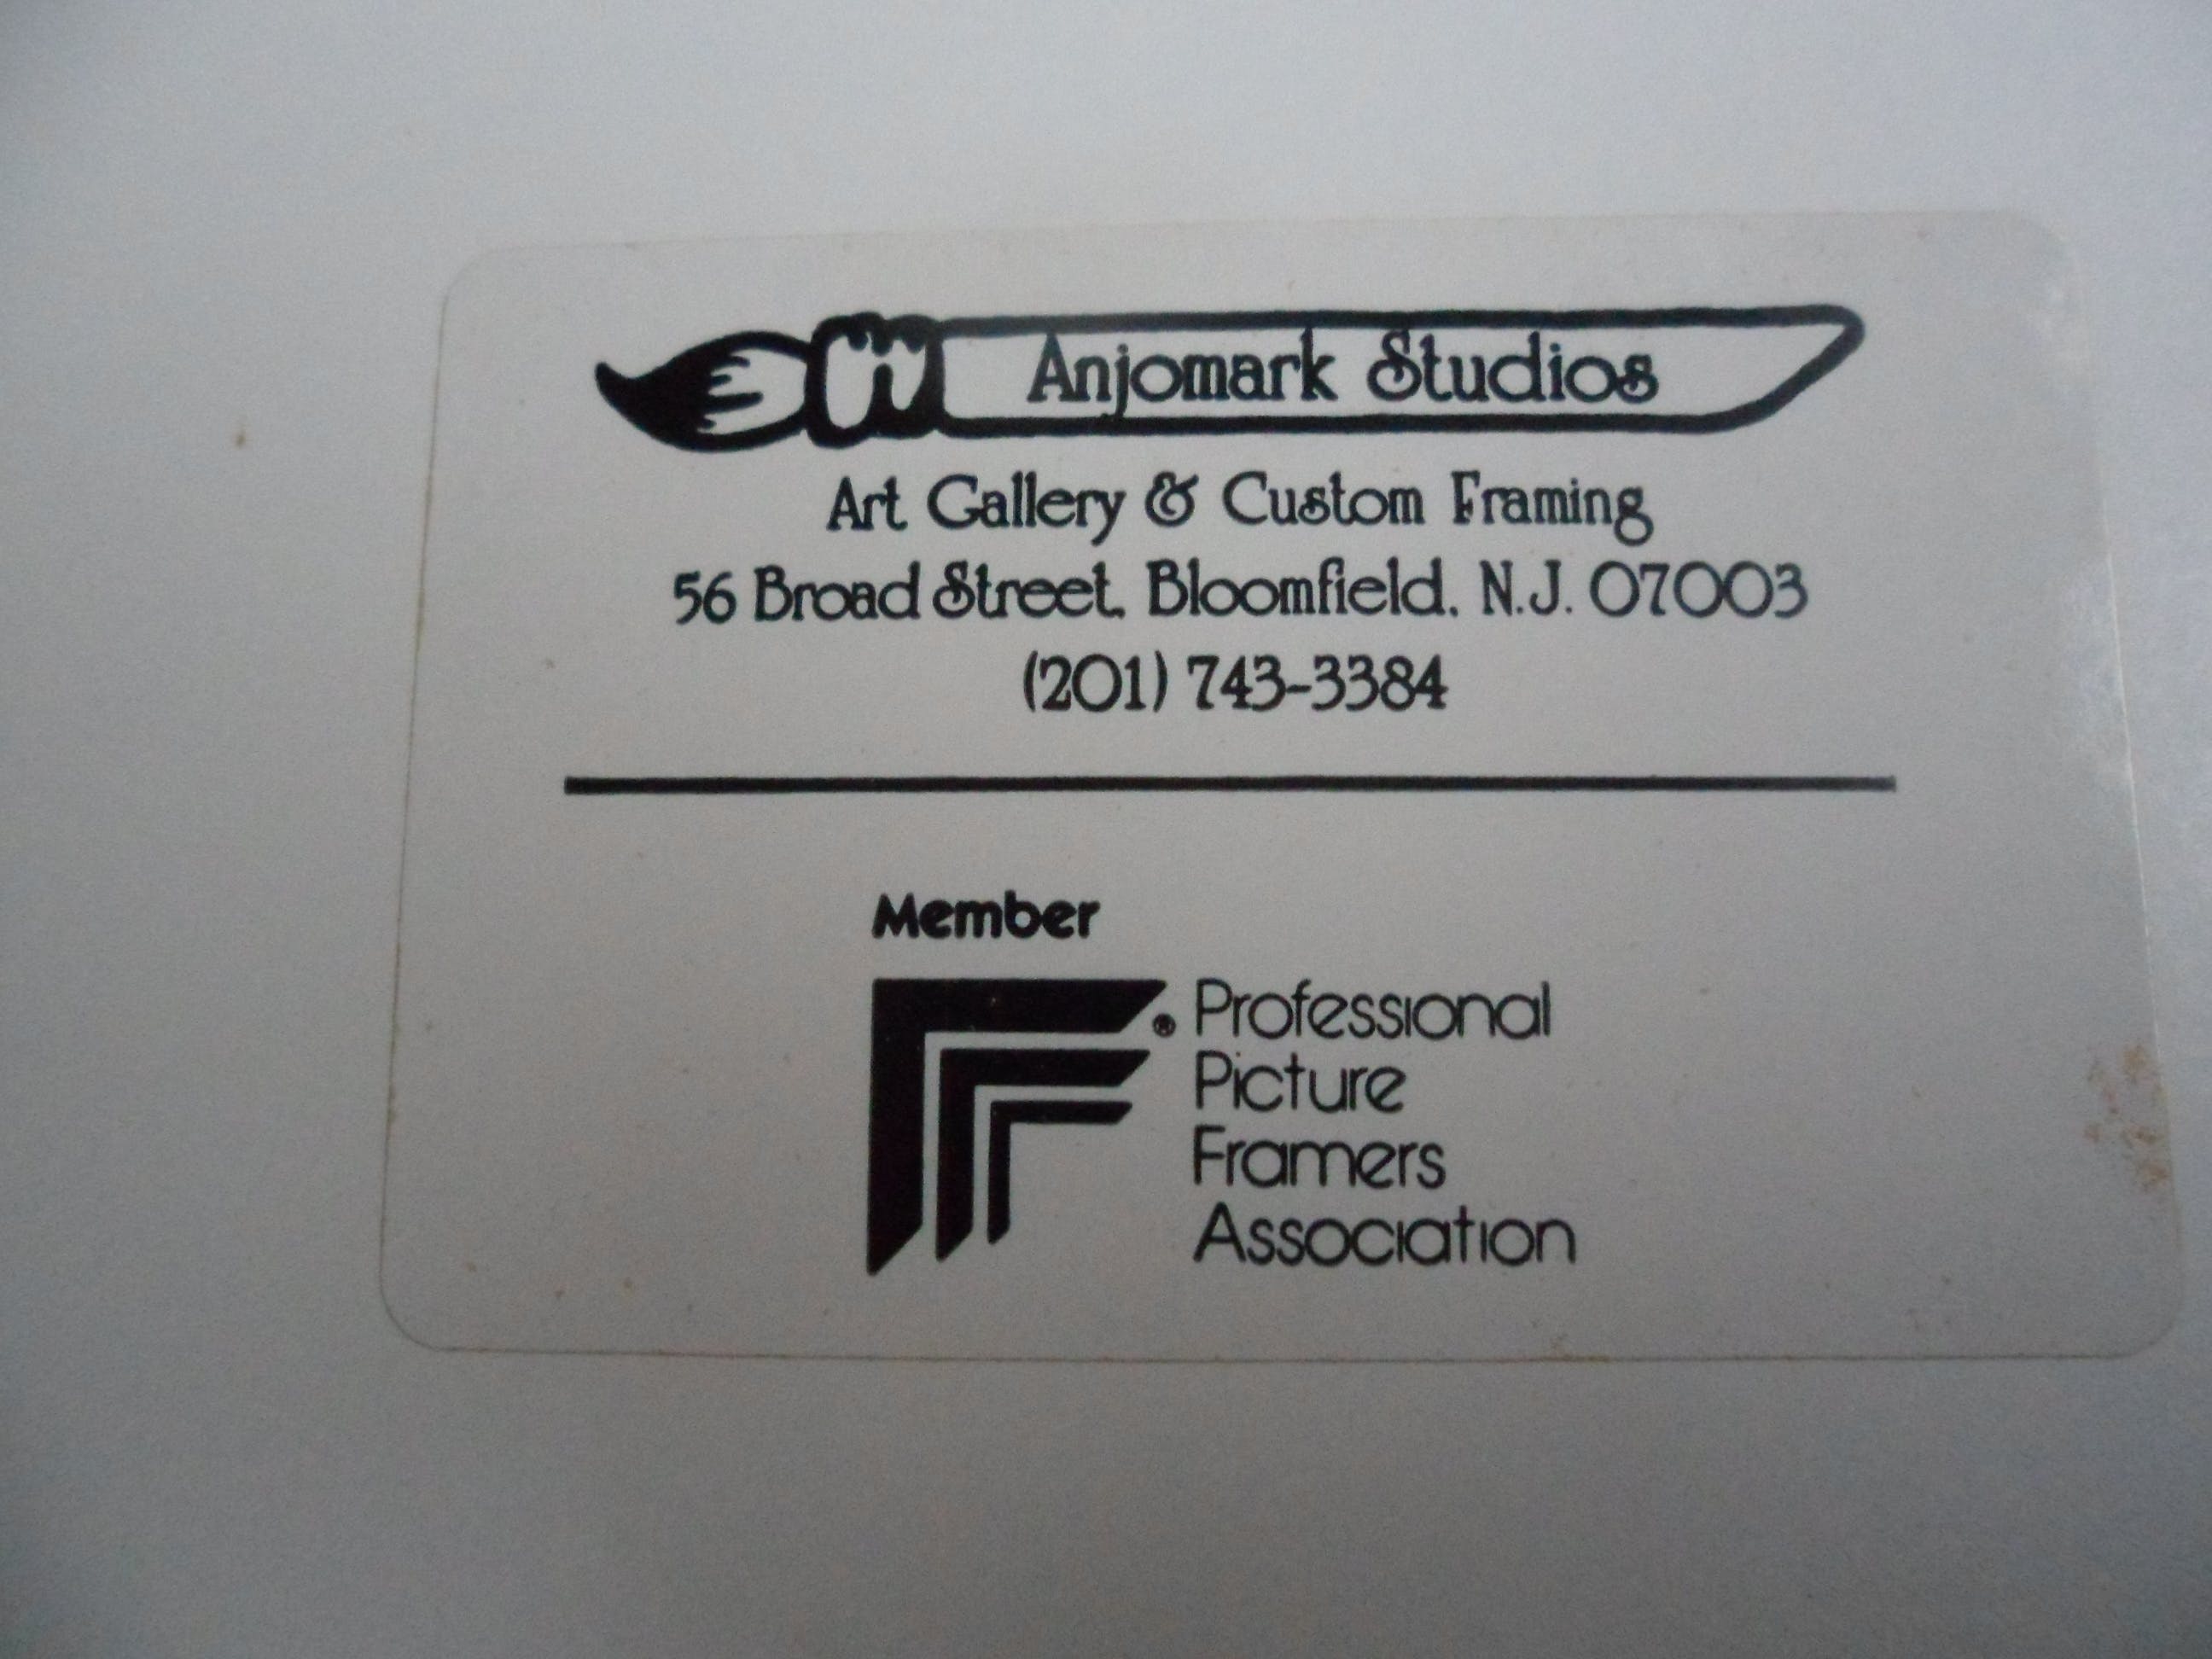 Anjomark Studios
Art Gallery & Custom Framing
56 Broad Street, Bloomfield, N.J. 07003
(201) 743-3384
Member
® Professional
Picture
Framers
Association